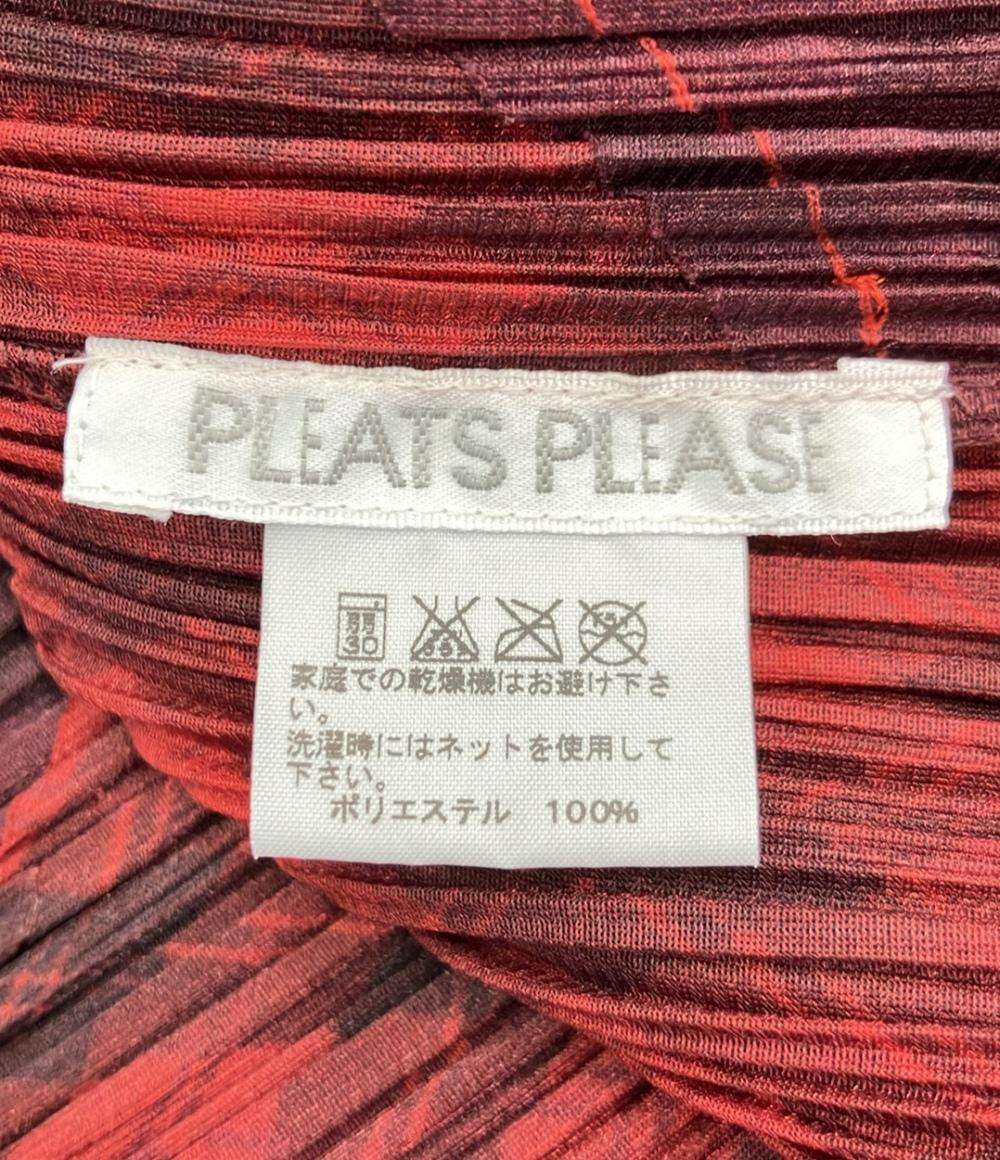 PLEATS PLEASE
家庭での乾燥機はお避け下さ
い。
洗濯時にはネットを使用して
下さい。
ポリエステル 100%